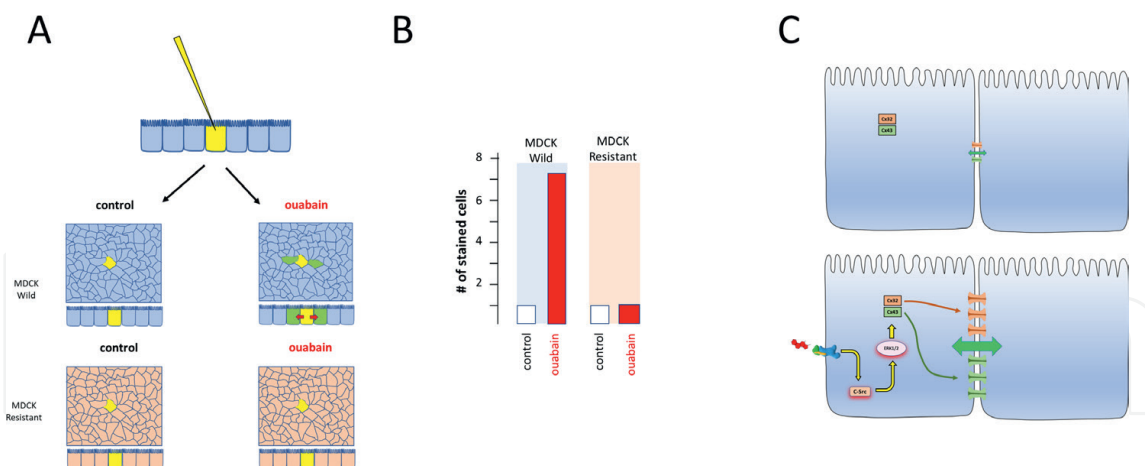 A
B
C
control
ouabain
MDCK
Wild
control
ouabain
MDCK
Resistant
# of stained cells
8
6
4
2
MDCK
Wild
MDCK
Resistant
control
ouabain
control
ouabain
Cx32
Cx43
Cx32
Cx43
ERK1/2
C-Src